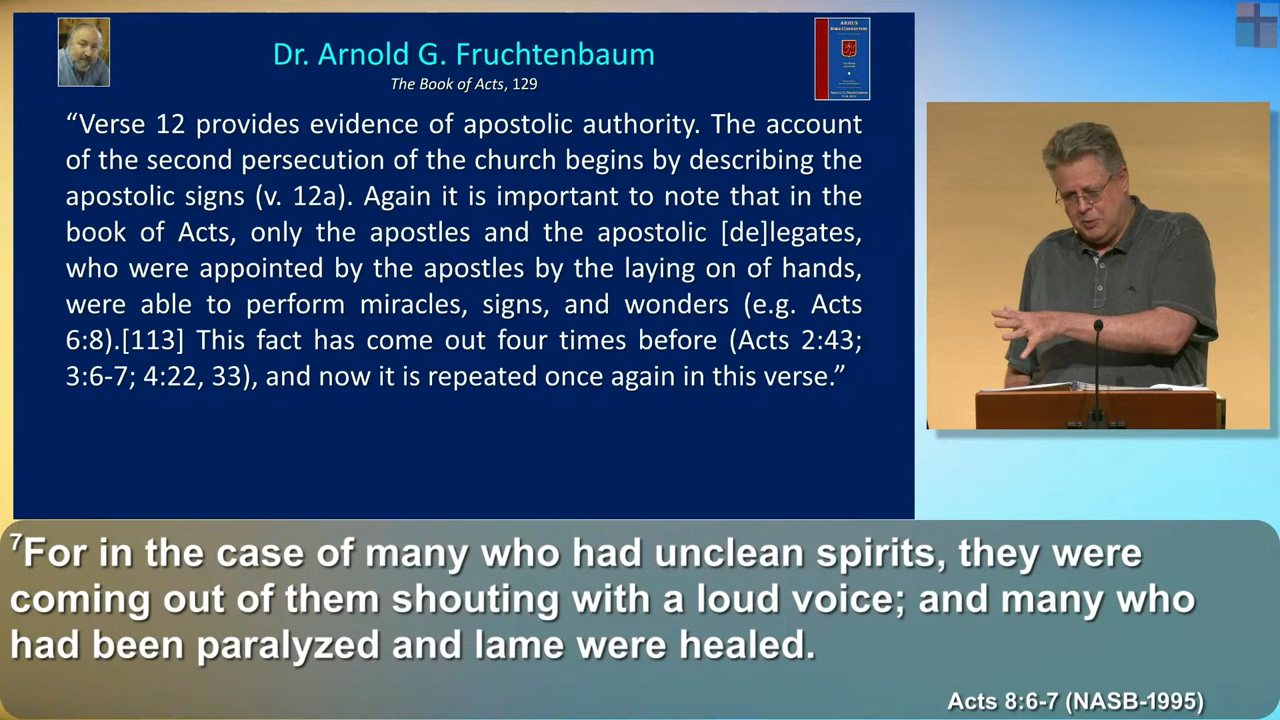 Dr. Arnold G. Fruchtenbaum
The Book of Acts, 129
“Verse 12 provides evidence of apostolic authority. The account
of the second persecution of the church begins by describing the
apostolic signs (v. 12a). Again it is important to note that in the
book of Acts, only the apostles and the apostolic [de]legates,
who were appointed by the apostles by the laying on of hands,
were able to perform miracles, signs, and wonders (e.g. Acts
6:8).[113] This fact has come out four times before (Acts 2:43;
3:6-7; 4:22, 33), and now it is repeated once again in this verse.”
ARIEL'S
BIBLE COMMENTARY
7For in the case of many who had unclean spirits, they were
coming out of them shouting with a loud voice; and many who
had been paralyzed and lame were healed.
Acts 8:6-7 (NASB-1995)